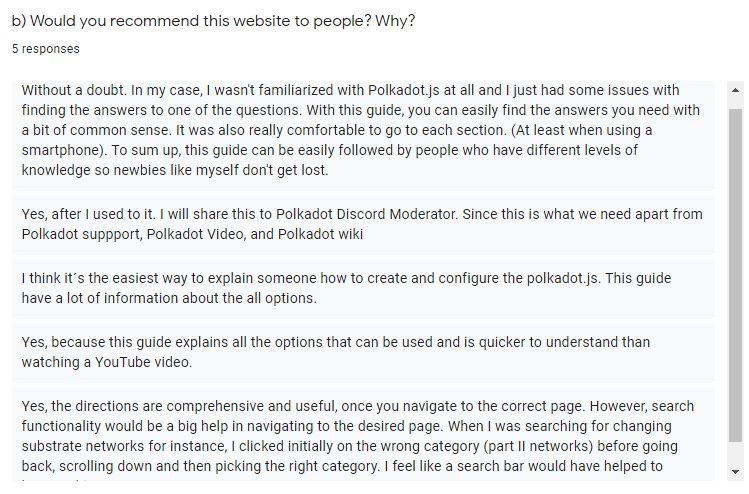 b) Would you recommend this website to people? Why?
5 responses
Without a doubt. In my case, I wasn't familiarized with Polkadot.js at all and I just had some issues with
finding the answers to one of the questions. With this guide, you can easily find the answers you need with
a bit of common sense. It was also really comfortable to go to each section. (At least when using a
smartphone). To sum up, this guide can be easily followed by people who have different levels of
knowledge so newbies like myself don't get lost.
Yes, after I used to it. I will share this to Polkadot Discord Moderator. Since this is what we need apart from
Polkadot suppport, Polkadot Video, and Polkadot wiki
I think it´s the easiest way to explain someone how to create and configure the polkadot.js. This guide
have a lot of information about the all options.
Yes, because this guide explains all the options that can be used and is quicker to understand than
watching a YouTube video.
Yes, the directions are comprehensive and useful, once you navigate to the correct page. However, search
functionality would be a big help in navigating to the desired page. When I was searching for changing
substrate networks for instance, I clicked initially on the wrong category (part II networks) before going
back, scrolling down and then picking the right category. I feel like a search bar would have helped to